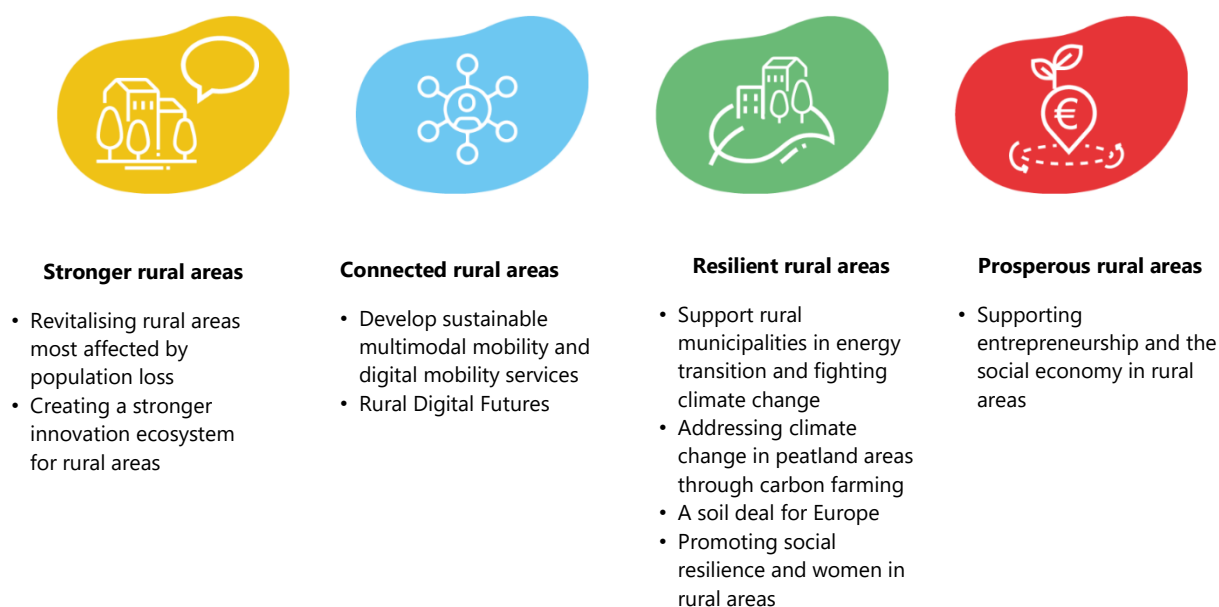 €
Stronger rural areas
• Revitalising rural areas
most affected by
population loss
• Creating a stronger
innovation ecosystem
for rural areas
Connected rural areas
• Develop sustainable
multimodal mobility and
digital mobility services
• Rural Digital Futures
Resilient rural areas
• Support rural
municipalities in energy
transition and fighting
climate change
• Addressing climate
change in peatland areas
through carbon farming
• A soil deal for Europe
• Promoting social
resilience and women in
rural areas
Prosperous rural areas
• Supporting
entrepreneurship and the
social economy in rural
areas